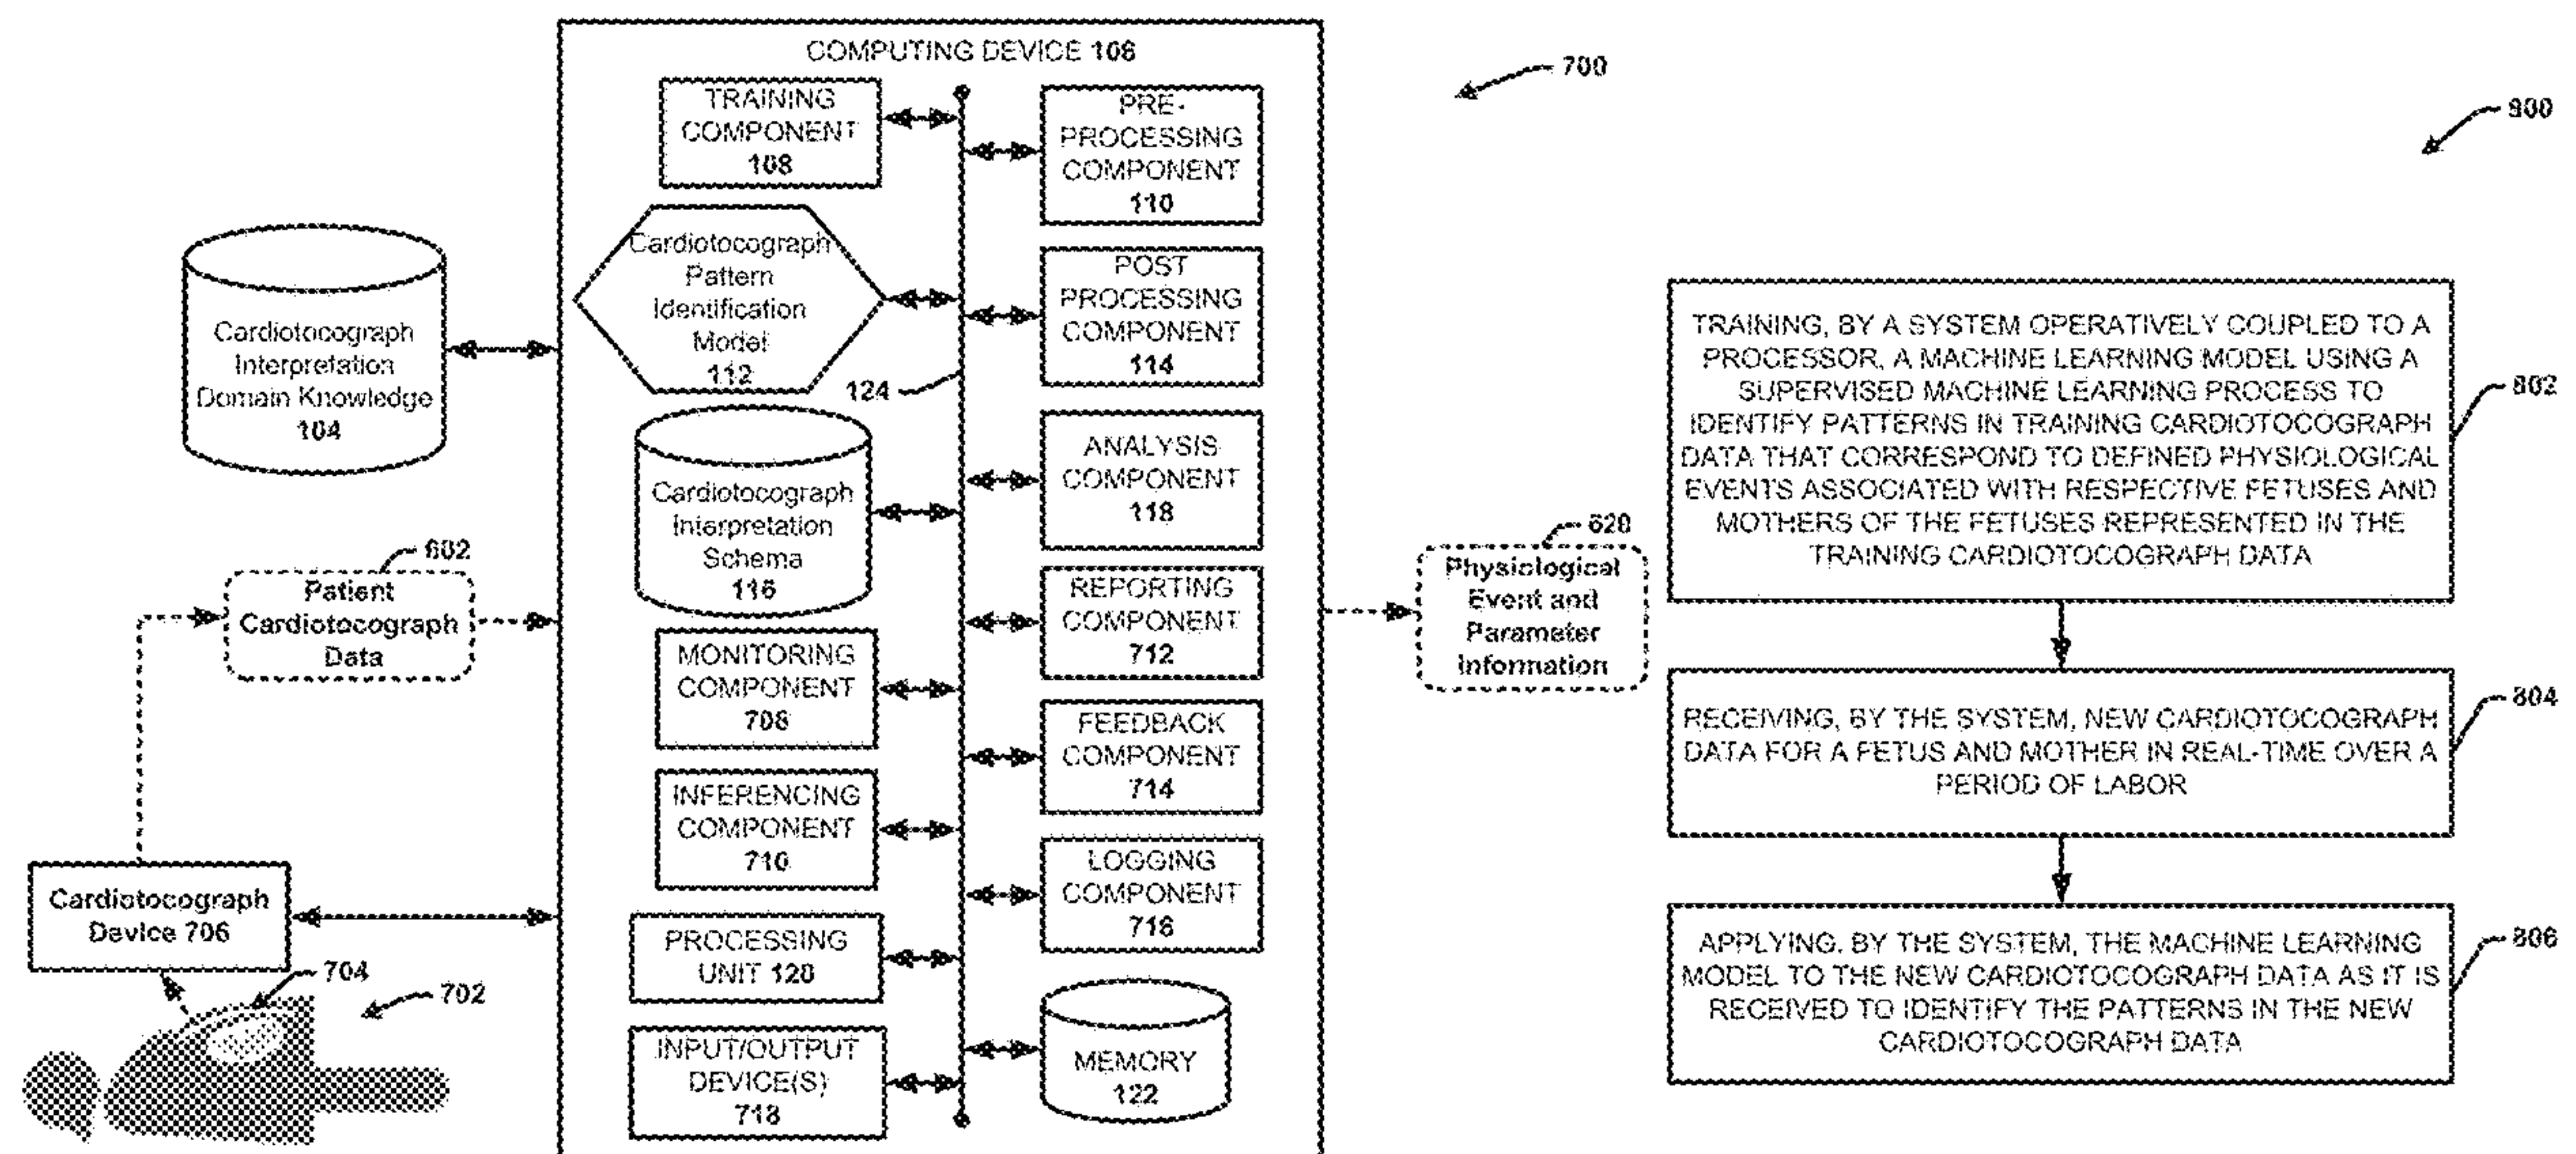 COMPUTING DEVICE 106
TRAINING
COMPONENT
108
PRE-
PROCESSING
COMPONENT
110
Cardiotocograph
Pattern
Identification
Model
112
POST
PROCESSING
COMPONENT
114
124
Cardiotocograph
Interpretation
Domain Knowledge
104
Cardiotocograph
Interpretation
Schema
116
ANALYSIS
COMPONENT
118
602
Patient
Cardiotocograph
Data
REPORTING
COMPONENT
712
MONITORING
COMPONENT
708
FEEDBACK
COMPONENT
714
INFERENCING
COMPONENT
710
LOGGING
COMPONENT
716
Cardiotocograph
Device 706
PROCESSING
UNIT 120
704
702
INPUT/OUTPUT
DEVICE(S)
718
MEMORY
122
700
620
Physiological
Event and
Parameter
Information
800
TRAINING, BY A SYSTEM OPERATIVELY COUPLED TO A
PROCESSOR, A MACHINE LEARNING MODEL USING A
SUPERVISED MACHINE LEARNING PROCESS TO
IDENTIFY PATTERNS IN TRAINING CARDIOTOCOGRAPH
DATA THAT CORRESPOND TO DEFINED PHYSIOLOGICAL
EVENTS ASSOCIATED WITH RESPECTIVE FETUSES AND
MOTHERS OF THE FETUSES REPRESENTED IN THE
TRAINING CARDIOTOCOGRAPH DATA
802
RECEIVING, BY THE SYSTEM, NEW CARDIOTOCOGRAPH
DATA FOR A FETUS AND MOTHER IN REAL-TIME OVER A
PERIOD OF LABOR
804
APPLYING, BY THE SYSTEM, THE MACHINE LEARNING
MODEL TO THE NEW CARDIOTOCOGRAPH DATA AS IT IS
RECEIVED TO IDENTIFY THE PATTERNS IN THE NEW
CARDIOTOCOGRAPH DATA
806